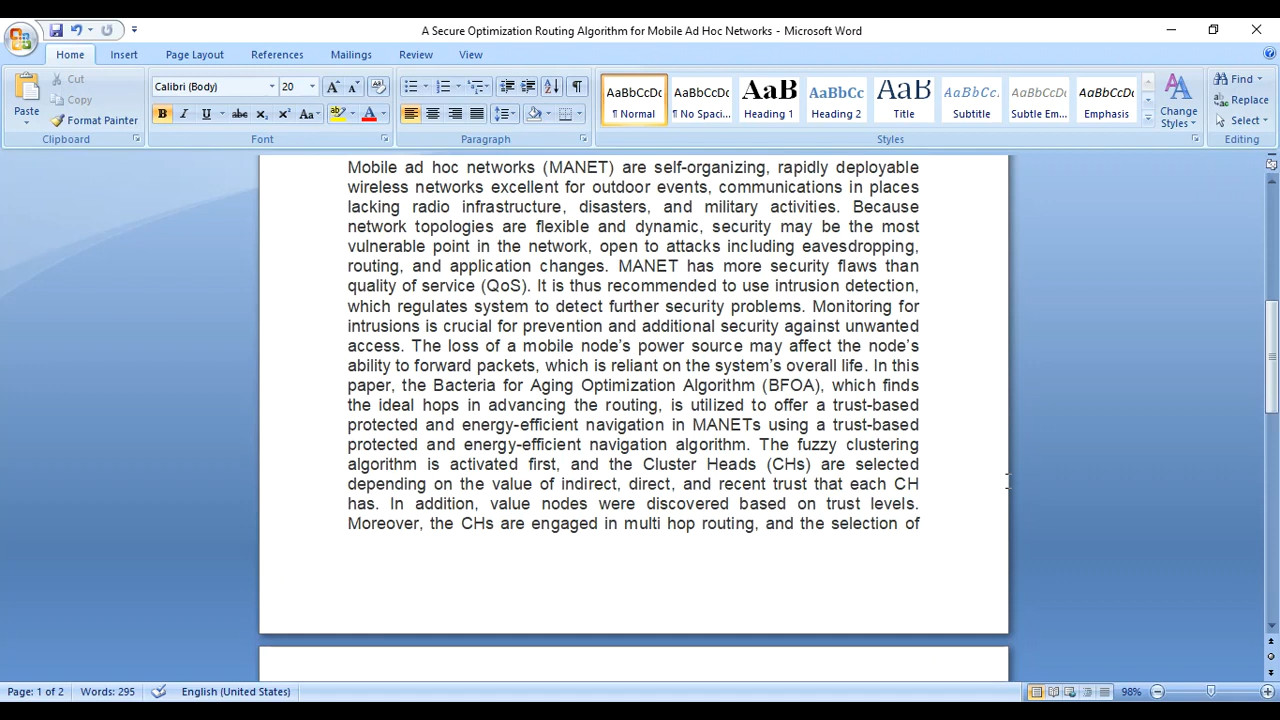 A Secure Optimization Routing Algorithm for Mobile Ad Hoc Networks - Microsoft Word
Home Insert Page Layout References Mailings Review View
Paste
Cut
Copy
Format Painter
Clipboard
Calibri (Body) 20
B I U abc X₂ X² Aa
Font
Paragraph
AaBbCcDc AaBbCcDc AaB AaBbCc AaB AaBbCc. AaBbCcDc AaBbCcDc
¶ Normal ¶ No Spaci... Heading 1 Heading 2 Title Subtitle Subtle Em... Emphasis
Change
Styles
Styles
Find
Replace
Select
Editing
Mobile ad hoc networks (MANET) are self-organizing, rapidly deployable
wireless networks excellent for outdoor events, communications in places
lacking radio infrastructure, disasters, and military activities. Because
network topologies are flexible and dynamic, security may be the most
vulnerable point in the network, open to attacks including eavesdropping,
routing, and application changes. MANET has more security flaws than
quality of service (QoS). It is thus recommended to use intrusion detection,
which regulates system to detect further security problems. Monitoring for
intrusions is crucial for prevention and additional security against unwanted
access. The loss of a mobile node’s power source may affect the node’s
ability to forward packets, which is reliant on the system’s overall life. In this
paper, the Bacteria for Aging Optimization Algorithm (BFOA), which finds
the ideal hops in advancing the routing, is utilized to offer a trust-based
protected and energy-efficient navigation in MANETs using a trust-based
protected and energy-efficient navigation algorithm. The fuzzy clustering
algorithm is activated first, and the Cluster Heads (CHs) are selected
depending on the value of indirect, direct, and recent trust that each CH
has. In addition, value nodes were discovered based on trust levels.
Moreover, the CHs are engaged in multi hop routing, and the selection of
Page: 1 of 2 Words: 295 English (United States) 98%